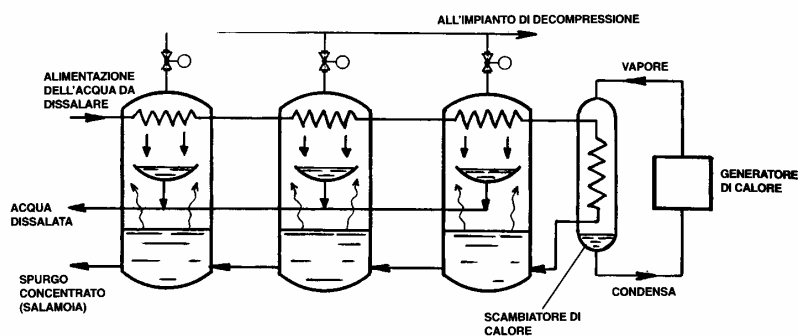 ALL'IMPIANTO DI DECOMPRESSIONE
ALIMENTAZIONE
DELL'ACQUA DA
DISSALARE
VAPORE
GENERATORE
DI CALORE
ACQUA
DISSALATA
SPURGO
CONCENTRATO
(SALAMOIA)
CONDENSA
SCAMBIATORE DI
CALORE